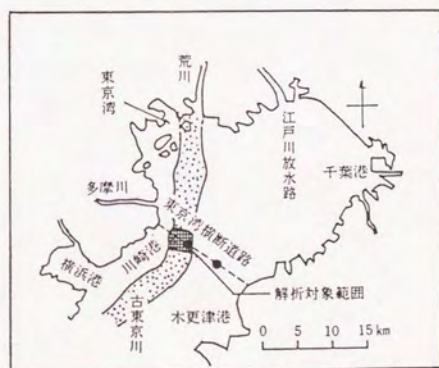 荒川
東京湾
江戸川放水路
千葉港
多摩川
東京湾横断道路
川崎港
横浜港
古東京川
木更津港
解析対象範囲
0 5 10 15 km